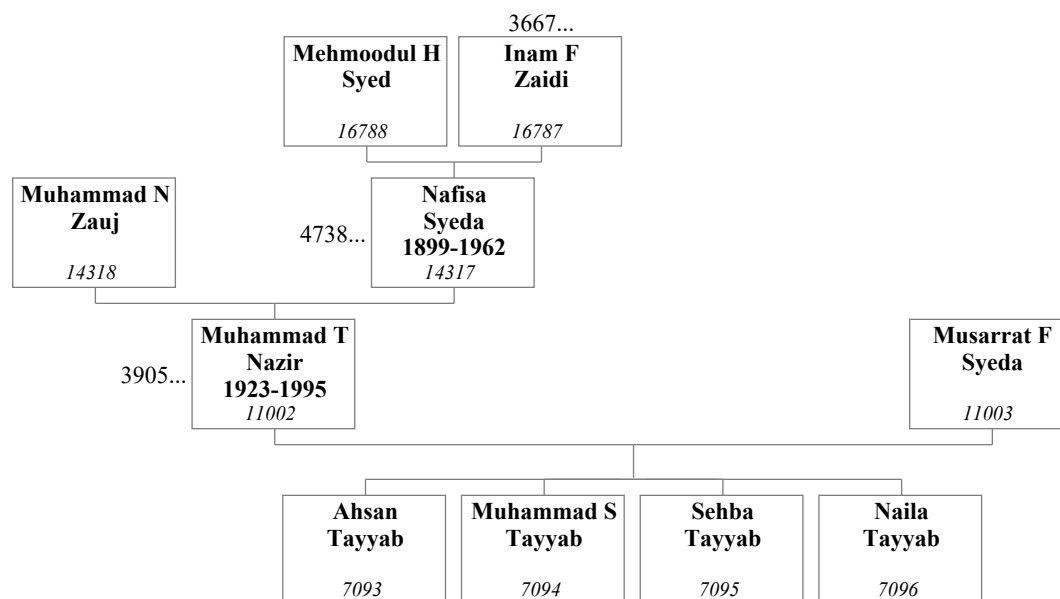 3667...
Mehmoodul H
Syed
16788
Inam F
Zaidi
16787
Muhammad N
Zauj
14318
4738...
Nafisa
Syeda
1899-1962
14317
3905...
Muhammad T
Nazir
1923-1995
11002
Musarrat F
Syeda
11003
Ahsan
Tayyab
7093
Muhammad S
Tayyab
7094
Sehba
Tayyab
7095
Naila
Tayyab
7096